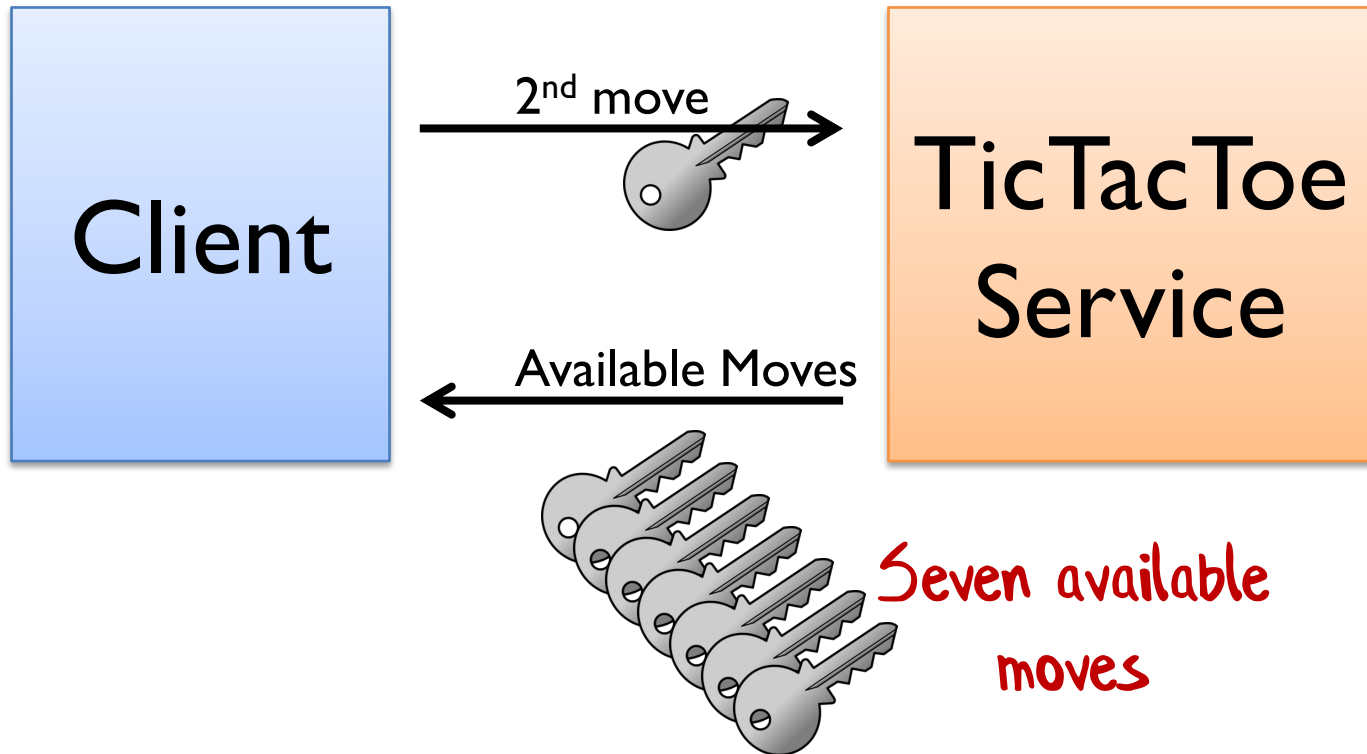 Client
2nd move
TicTacToe
Service
Available Moves
Seven available
moves